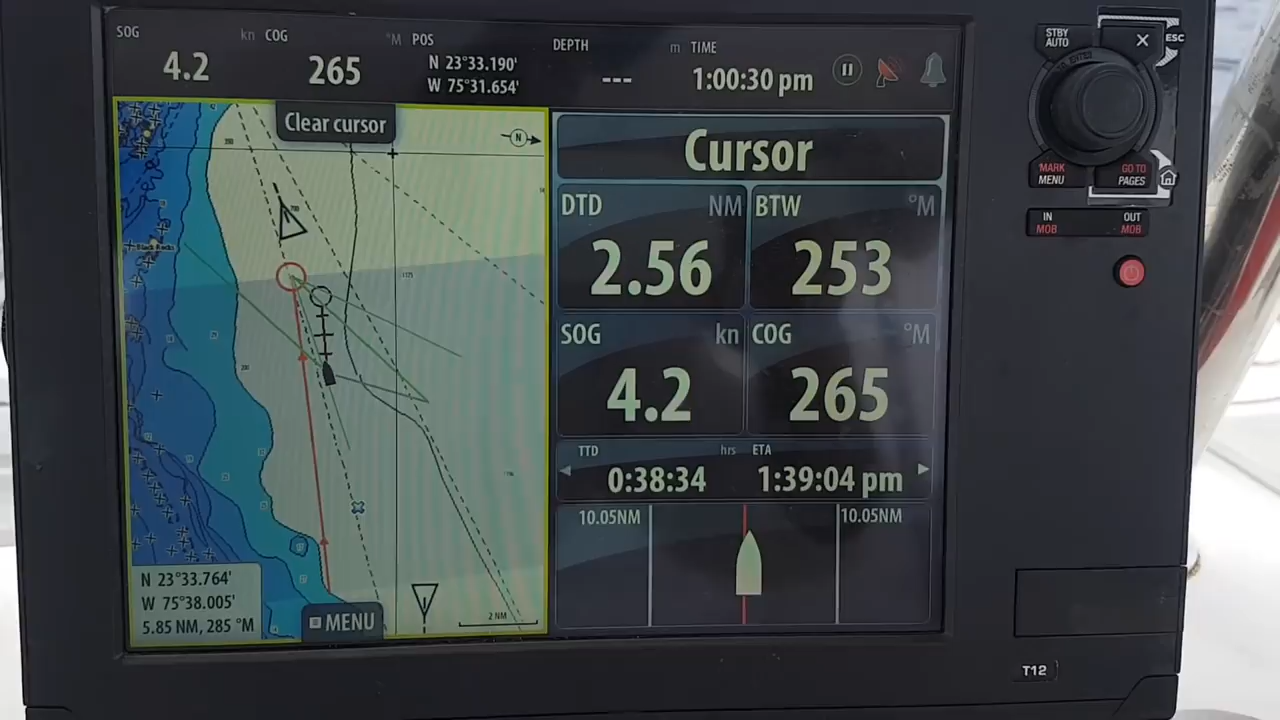 SOG kn COG °M POS DEPTH m TIME
4.2 265 N 23°33.190' W 75°31.654' --- 1:00:30 pm
STBY AUTO
X
ESC
ENTER
MARK MENU
GO TO PAGES
IN MOB
OUT MOB
Clear cursor
N
Cursor
DTD NM BTW °M
2.56 253
SOG kn COG °M
4.2 265
TTD hrs ETA
0:38:34 1:39:04 pm
10.05NM 10.05NM
N 23°33.764'
W 75°38.005'
5.85 NM, 285 °M
MENU
2 NM
T12